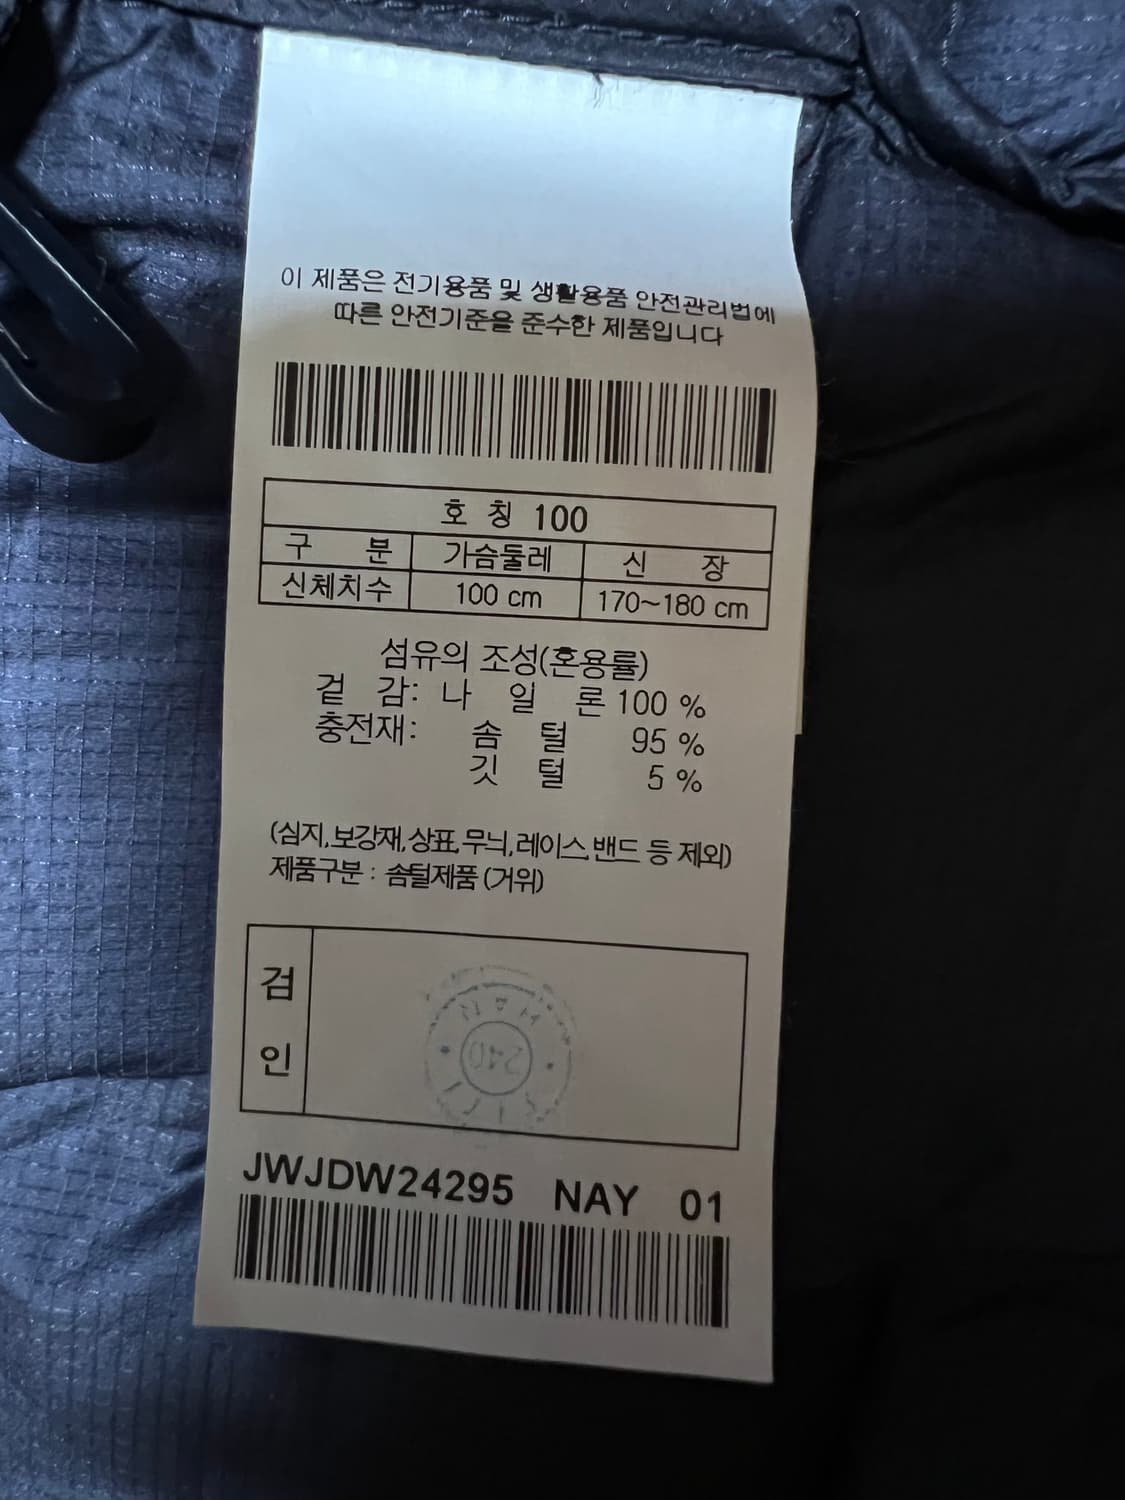 이 제품은 전기용품 및 생활용품 안전관리법에
따른 안전기준을 준수한 제품입니다
호 칭 100
구 분 가슴둘레 신 장
신체치수 100 cm 170~180 cm
섬유의 조성(혼용률)
겉 감: 나 일 론 100 %
충전재: 솜 털 95 %
깃 털 5 %
(심지,보강재,상표,무늬,레이스,밴드 등 제외)
제품구분 : 솜털제품 (거위)
검
인
240
JWJDW24295 NAY 01